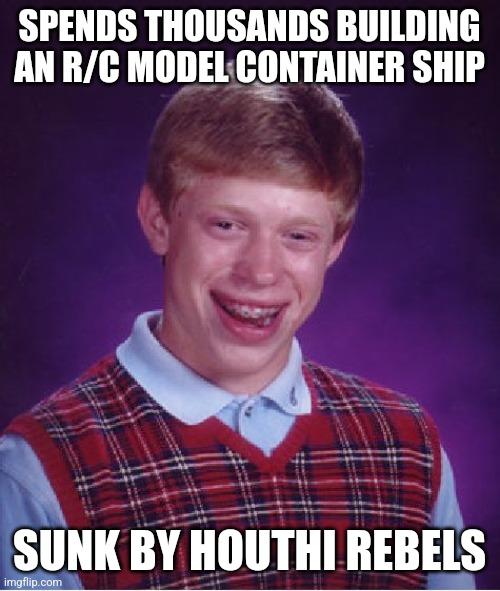 SPENDS THOUSANDS BUILDING
AN R/C MODEL CONTAINER SHIP
SUNK BY HOUTHI REBELS
imgflip.com